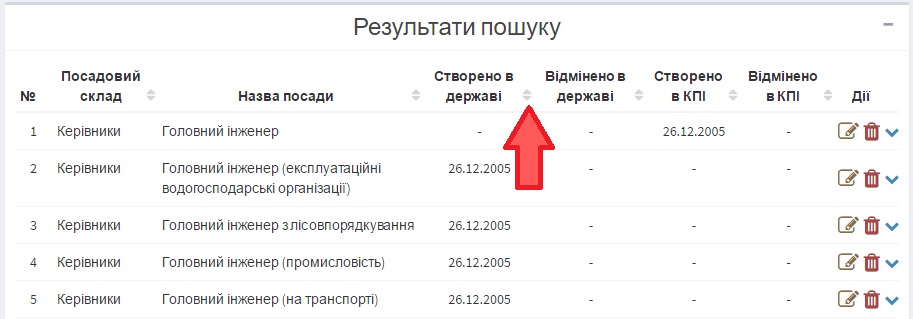 Результати пошуку
№ Посадовий склад Назва посади Створено в державі Відмінено в державі Створено в КПІ Відмінено в КПІ Дії
1 Керівники Головний інженер - - 26.12.2005 -
2 Керівники Головний інженер (експлуатаційні водогосподарські організації) 26.12.2005 - - -
3 Керівники Головний інженер з лісовпорядкування 26.12.2005 - - -
4 Керівники Головний інженер (промисловість) 26.12.2005 - - -
5 Керівники Головний інженер (на транспорті) 26.12.2005 - - -